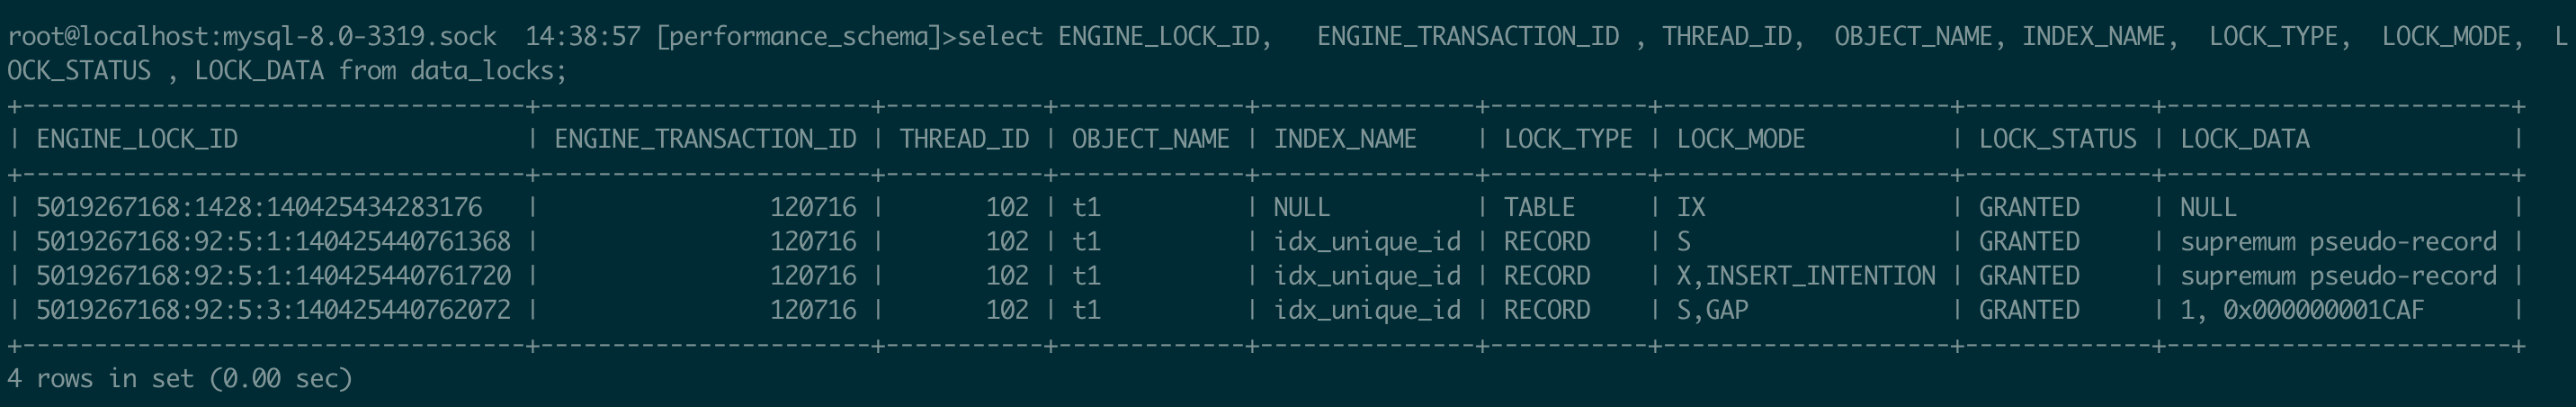 root@localhost:mysql-8.0-3319.sock  14:38:57 [performance_schema]>select ENGINE_LOCK_ID,   ENGINE_TRANSACTION_ID , THREAD_ID,  OBJECT_NAME, INDEX_NAME,  LOCK_TYPE,  LOCK_MODE,  L
OCK_STATUS , LOCK_DATA from data_locks;
+-----------------------------------+------------------------+-----------+-------------+---------------+-----------+--------------------+-------------+------------------------+
| ENGINE_LOCK_ID                    | ENGINE_TRANSACTION_ID | THREAD_ID | OBJECT_NAME | INDEX_NAME    | LOCK_TYPE | LOCK_MODE          | LOCK_STATUS | LOCK_DATA              |
+-----------------------------------+------------------------+-----------+-------------+---------------+-----------+--------------------+-------------+------------------------+
| 5019267168:1428:140425434283176   |                120716 |       102 | t1          | NULL          | TABLE     | IX                 | GRANTED     | NULL                   |
| 5019267168:92:5:1:140425440761368 |                120716 |       102 | t1          | idx_unique_id | RECORD    | S                  | GRANTED     | supremum pseudo-record |
| 5019267168:92:5:1:140425440761720 |                120716 |       102 | t1          | idx_unique_id | RECORD    | X,INSERT_INTENTION | GRANTED     | supremum pseudo-record |
| 5019267168:92:5:3:140425440762072 |                120716 |       102 | t1          | idx_unique_id | RECORD    | S,GAP              | GRANTED     | 1, 0x000000001CAF      |
+-----------------------------------+------------------------+-----------+-------------+---------------+-----------+--------------------+-------------+------------------------+
4 rows in set (0.00 sec)